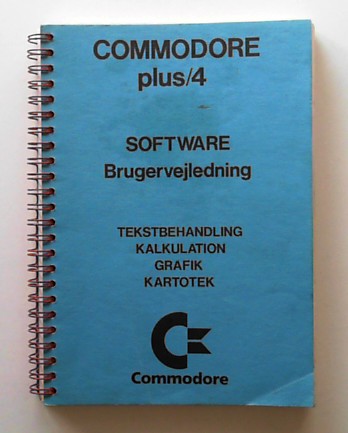 COMMODORE
plus/4
SOFTWARE
Brugervejledning
TEKSTBEHANDLING
KALKULATION
GRAFIK
KARTOTEK
Commodore